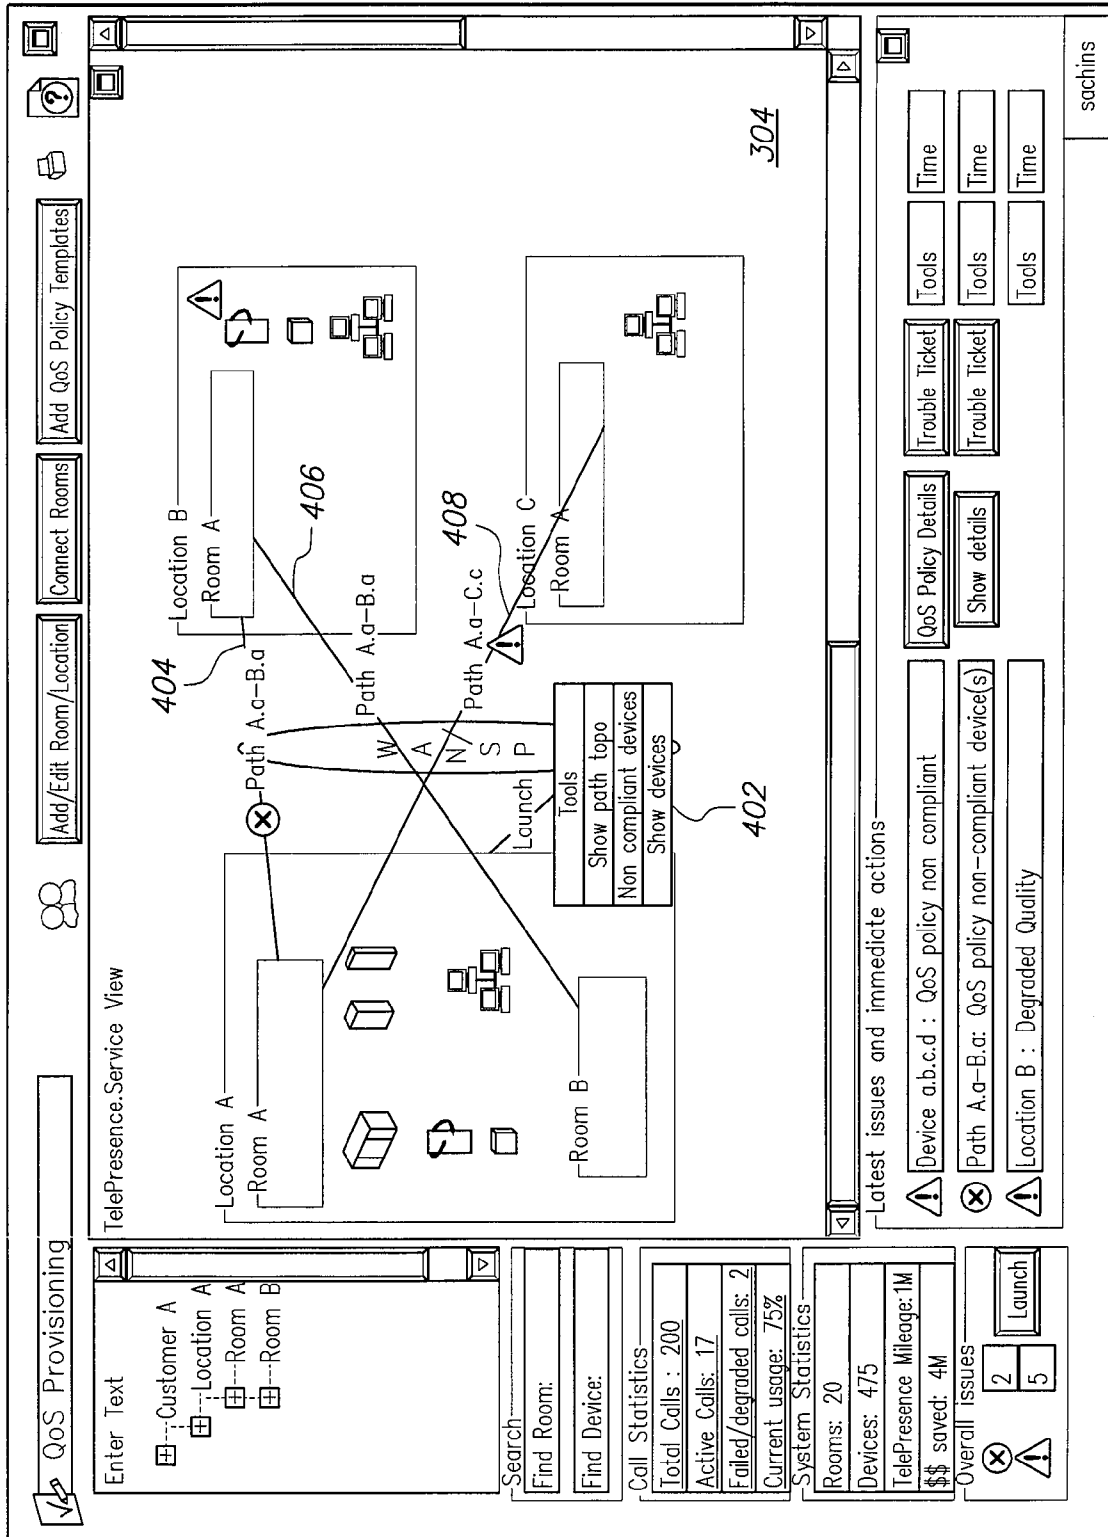 QoS Provisioning
Add/Edit Room/Location
Connect Rooms
Add QoS Policy Templates
?
Enter Text
Customer A
Location A
Room A
Room B
Search
Find Room:
Find Device:
Call Statistics
Total Calls : 200
Active Calls: 17
Failed/degraded calls: 2
Current usage: 75%
System Statistics
Rooms: 20
Devices: 475
TelePresence Mileage: 1M
$$ saved: 4M
Overall issues
2
5
Launch
TelePresence.Service View
Location A
Room A
Room B
Launch
Tools
Show path topo
Non compliant devices
Show devices
402
WAN/SP
Path A.a-B.a
404
Path A.a-B.a
406
Path A.a-C.c
408
Location B
Room A
Location C
Room A
304
Latest issues and immediate actions
Device a.b.c.d : QoS policy non compliant
QoS Policy Details
Trouble Ticket
Tools
Time
Path A.a-B.a: QoS policy non-compliant device(s)
Show details
Trouble Ticket
Tools
Time
Location B : Degraded Quality
Tools
Time
sachins